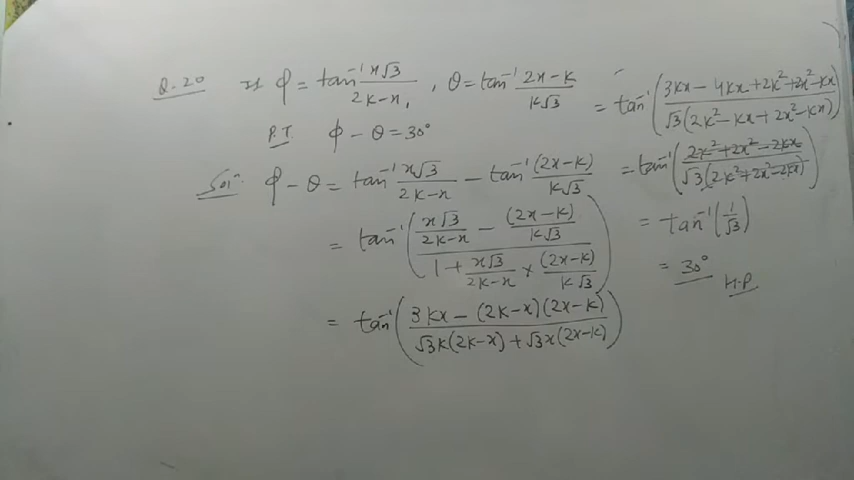 Q.20 If φ = tan⁻¹ x√3 / 2k-x, , θ = tan⁻¹ 2x-k / k√3
P.T φ - θ = 30°
Solⁿ. φ - θ = tan⁻¹ x√3 / 2k-x - tan⁻¹ (2x-k) / k√3
= tan⁻¹ ( ( x√3 / 2k-x - (2x-k) / k√3 ) / ( 1 + x√3 / 2k-x × (2x-k) / k√3 ) )
= tan⁻¹ ( 3kx - (2k-x)(2x-k) / √3k(2k-x) + √3x(2x-k) )
= tan⁻¹ ( 3kx - 4kx + 2k² + 2x² - kx / √3(2k² - kx + 2x² - kx) )
= tan⁻¹ ( 2k² + 2x² - 2kx / √3(2k² + 2x² - 2kx) )
= tan⁻¹ ( 1 / √3 )
= 30°
H.P